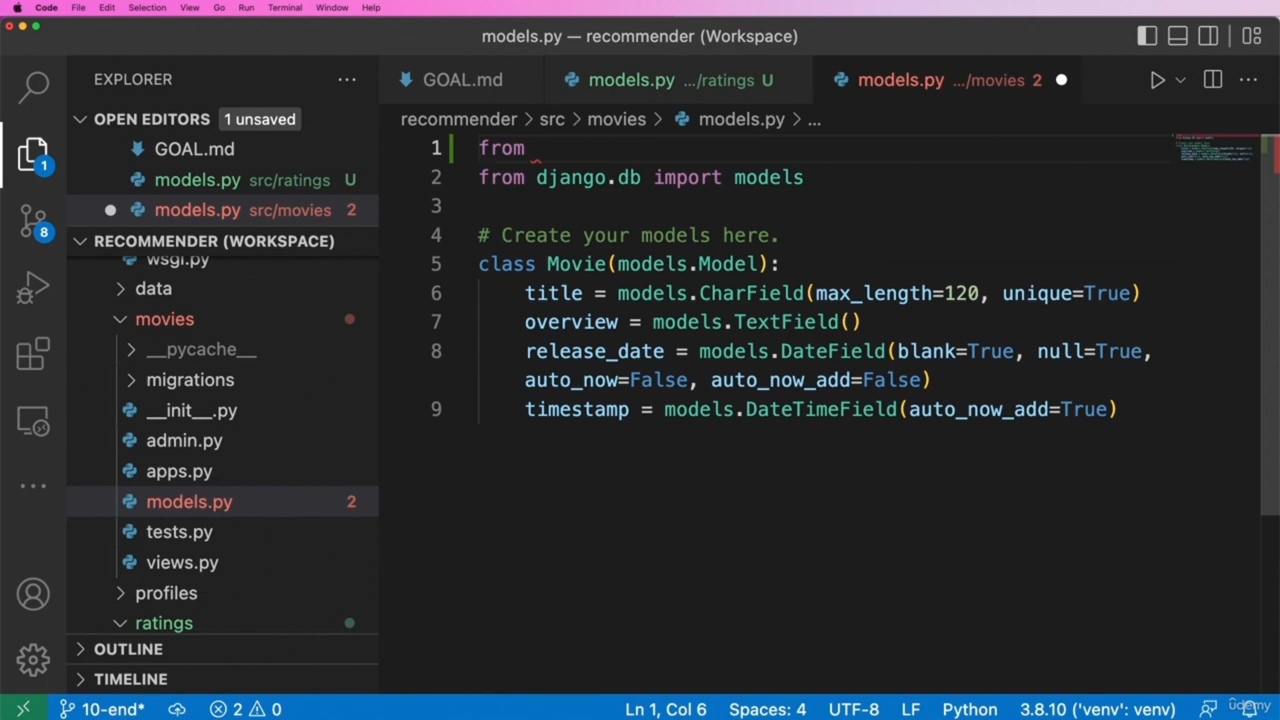 Code File Edit Selection View Go Run Terminal Window Help
models.py — recommender (Workspace)
EXPLORER
OPEN EDITORS 1 unsaved
GOAL.md
models.py src/ratings U
models.py src/movies 2
RECOMMENDER (WORKSPACE)
wsgi.py
data
movies
__pycache__
migrations
__init__.py
admin.py
apps.py
models.py 2
tests.py
views.py
profiles
ratings
OUTLINE
TIMELINE
1
8
GOAL.md models.py .../ratings U models.py .../movies 2
recommender > src > movies > models.py > ...
1 from
2 from django.db import models
3
4 # Create your models here.
5 class Movie(models.Model):
6 title = models.CharField(max_length=120, unique=True)
7 overview = models.TextField()
8 release_date = models.DateField(blank=True, null=True,
auto_now=False, auto_now_add=False)
9 timestamp = models.DateTimeField(auto_now_add=True)
10-end* 2 0 Ln 1, Col 6 Spaces: 4 UTF-8 LF Python 3.8.10 ('venv': venv)
udemy